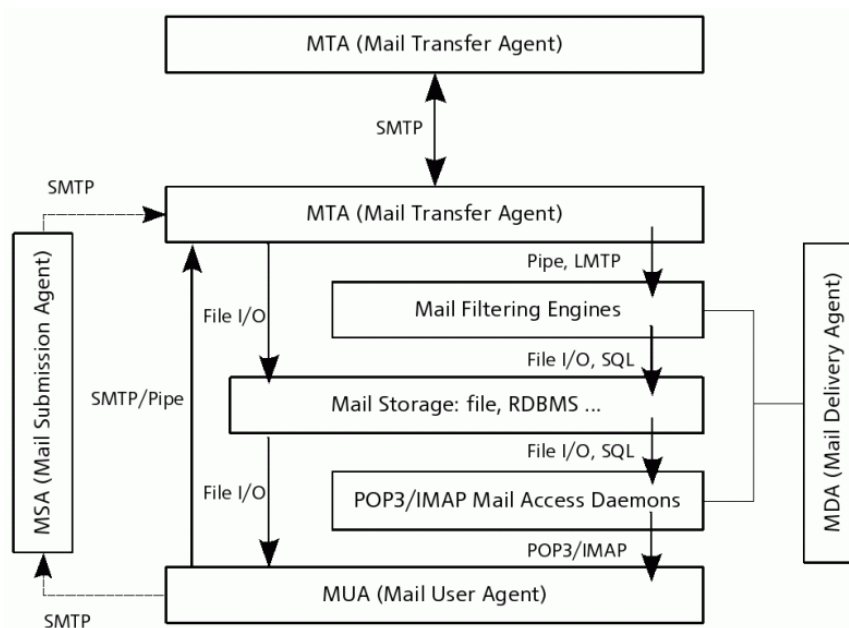 MTA (Mail Transfer Agent)
SMTP
SMTP
MTA (Mail Transfer Agent)
Pipe, LMTP
Mail Filtering Engines
File I/O
File I/O, SQL
SMTP/Pipe
Mail Storage: file, RDBMS ...
File I/O, SQL
File I/O
POP3/IMAP Mail Access Daemons
POP3/IMAP
MUA (Mail User Agent)
SMTP
MSA (Mail Submission Agent)
MDA (Mail Delivery Agent)